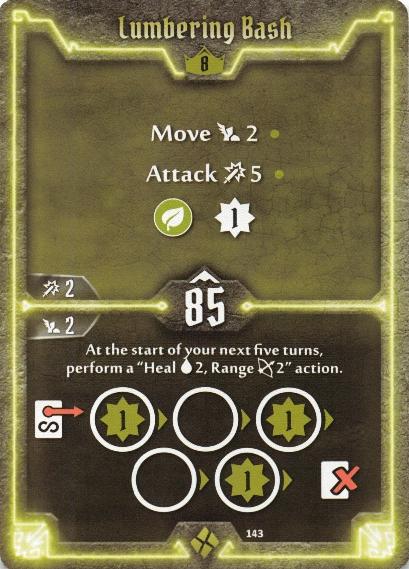 Lumbering Bash
8
Move 2
Attack 5
1
2
85
2
At the start of your next five turns,
perform a “Heal 2, Range 2” action.
1 1
1
143